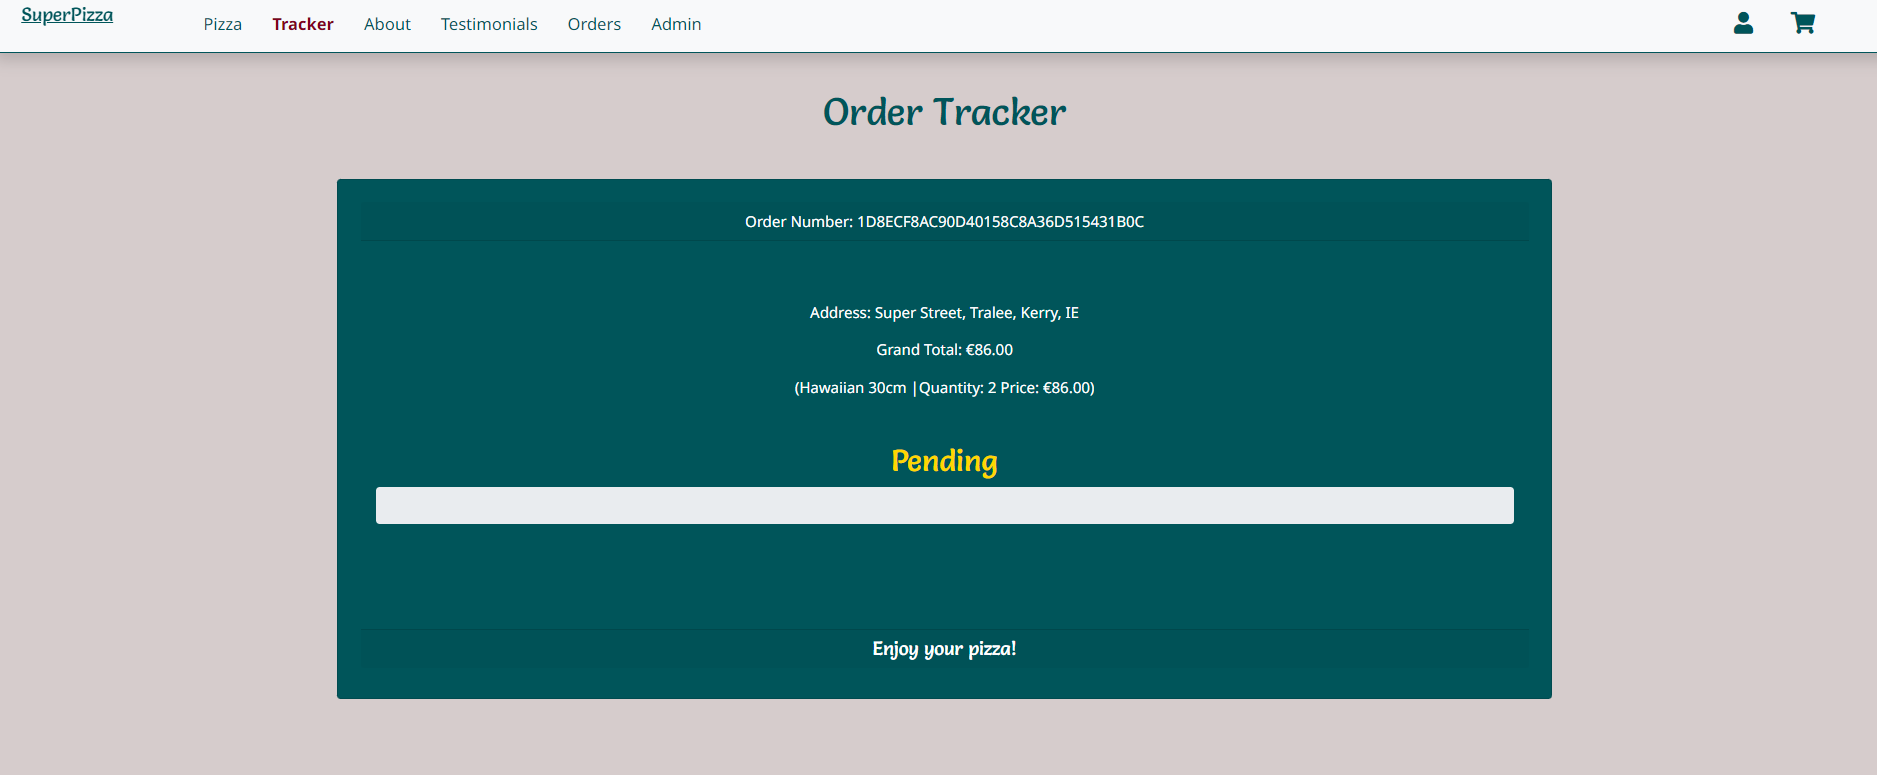 SuperPizza
Pizza Tracker About Testimonials Orders Admin
Order Tracker
Order Number: 1D8ECF8AC90D40158C8A36D515431B0C
Address: Super Street, Tralee, Kerry, IE
Grand Total: €86.00
(Hawaiian 30cm |Quantity: 2 Price: €86.00)
Pending
Enjoy your pizza!